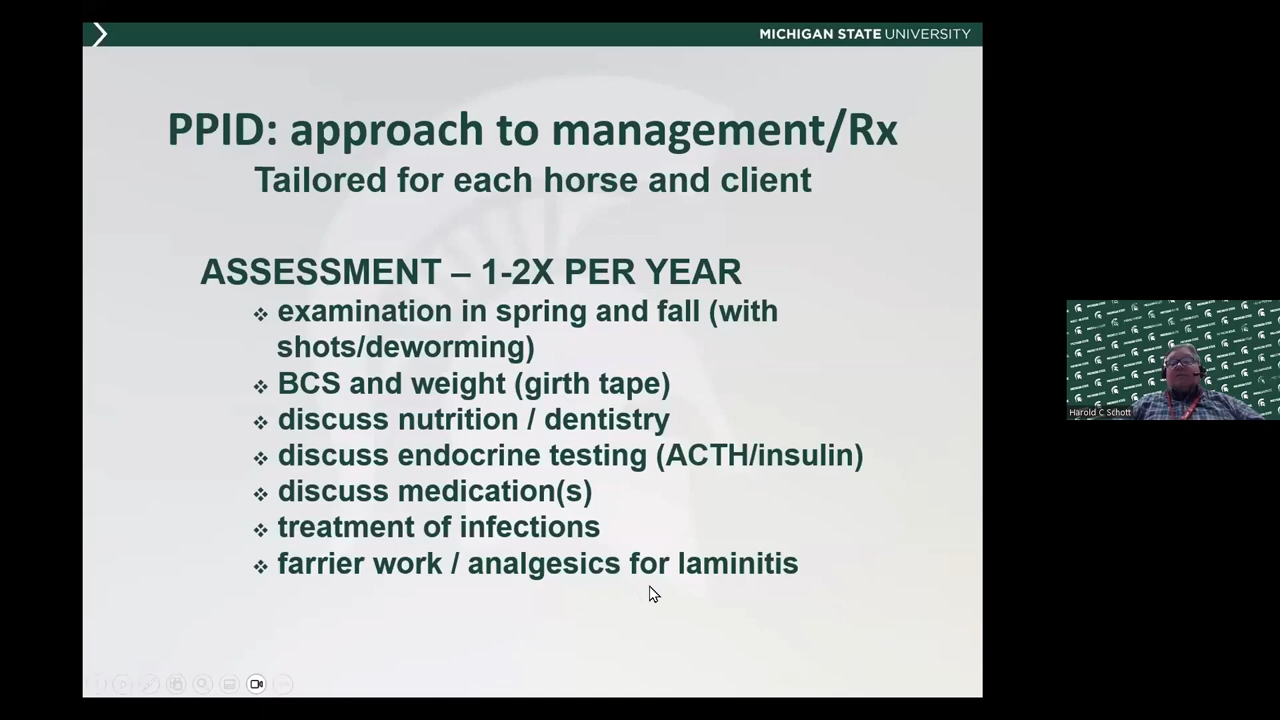 MICHIGAN STATE UNIVERSITY
PPID: approach to management/Rx
Tailored for each horse and client
ASSESSMENT – 1-2X PER YEAR
❖ examination in spring and fall (with
shots/deworming)
❖ BCS and weight (girth tape)
❖ discuss nutrition / dentistry
❖ discuss endocrine testing (ACTH/insulin)
❖ discuss medication(s)
❖ treatment of infections
❖ farrier work / analgesics for laminitis
Harold C Schott